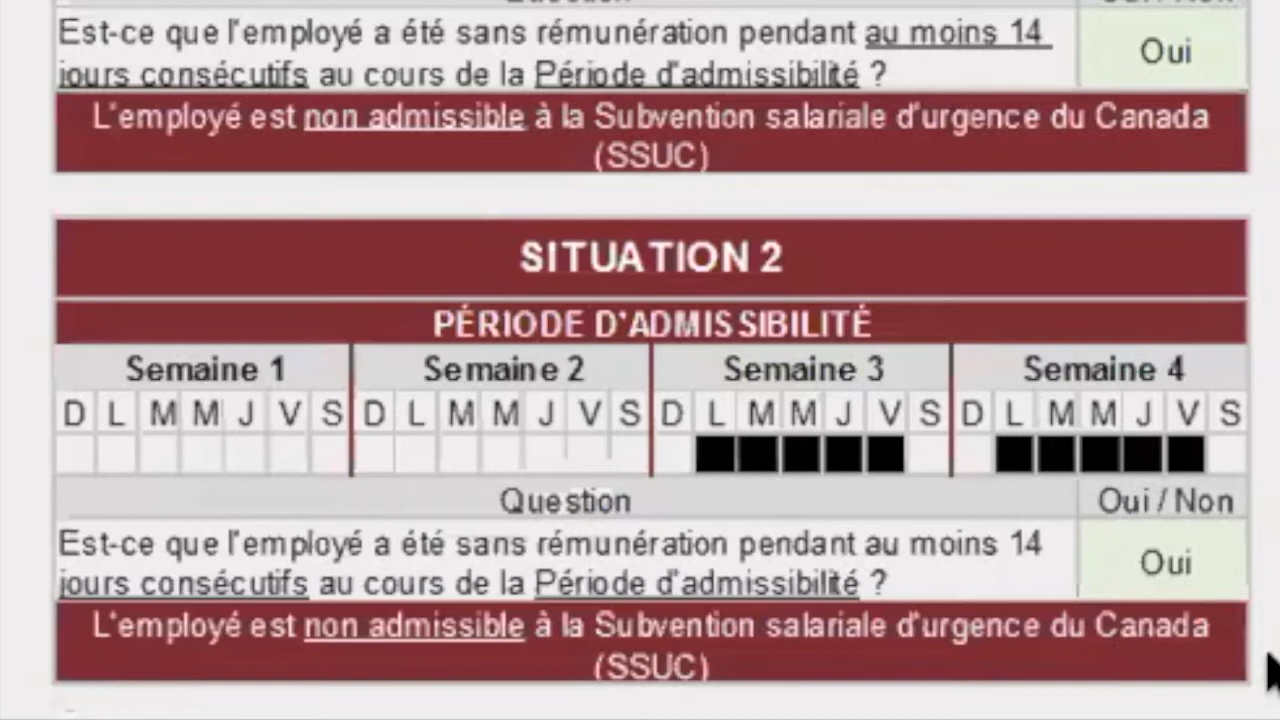 Est-ce que l'employé a été sans rémunération pendant au moins 14
jours consécutifs au cours de la Période d'admissibilité ?
Oui
L'employé est non admissible à la Subvention salariale d'urgence du Canada
(SSUC)
SITUATION 2
PÉRIODE D'ADMISSIBILITÉ
Semaine 1 Semaine 2 Semaine 3 Semaine 4
D L M M J V S D L M M J V S D L M M J V S D L M M J V S
Question Oui / Non
Est-ce que l'employé a été sans rémunération pendant au moins 14
jours consécutifs au cours de la Période d'admissibilité ?
Oui
L'employé est non admissible à la Subvention salariale d'urgence du Canada
(SSUC)